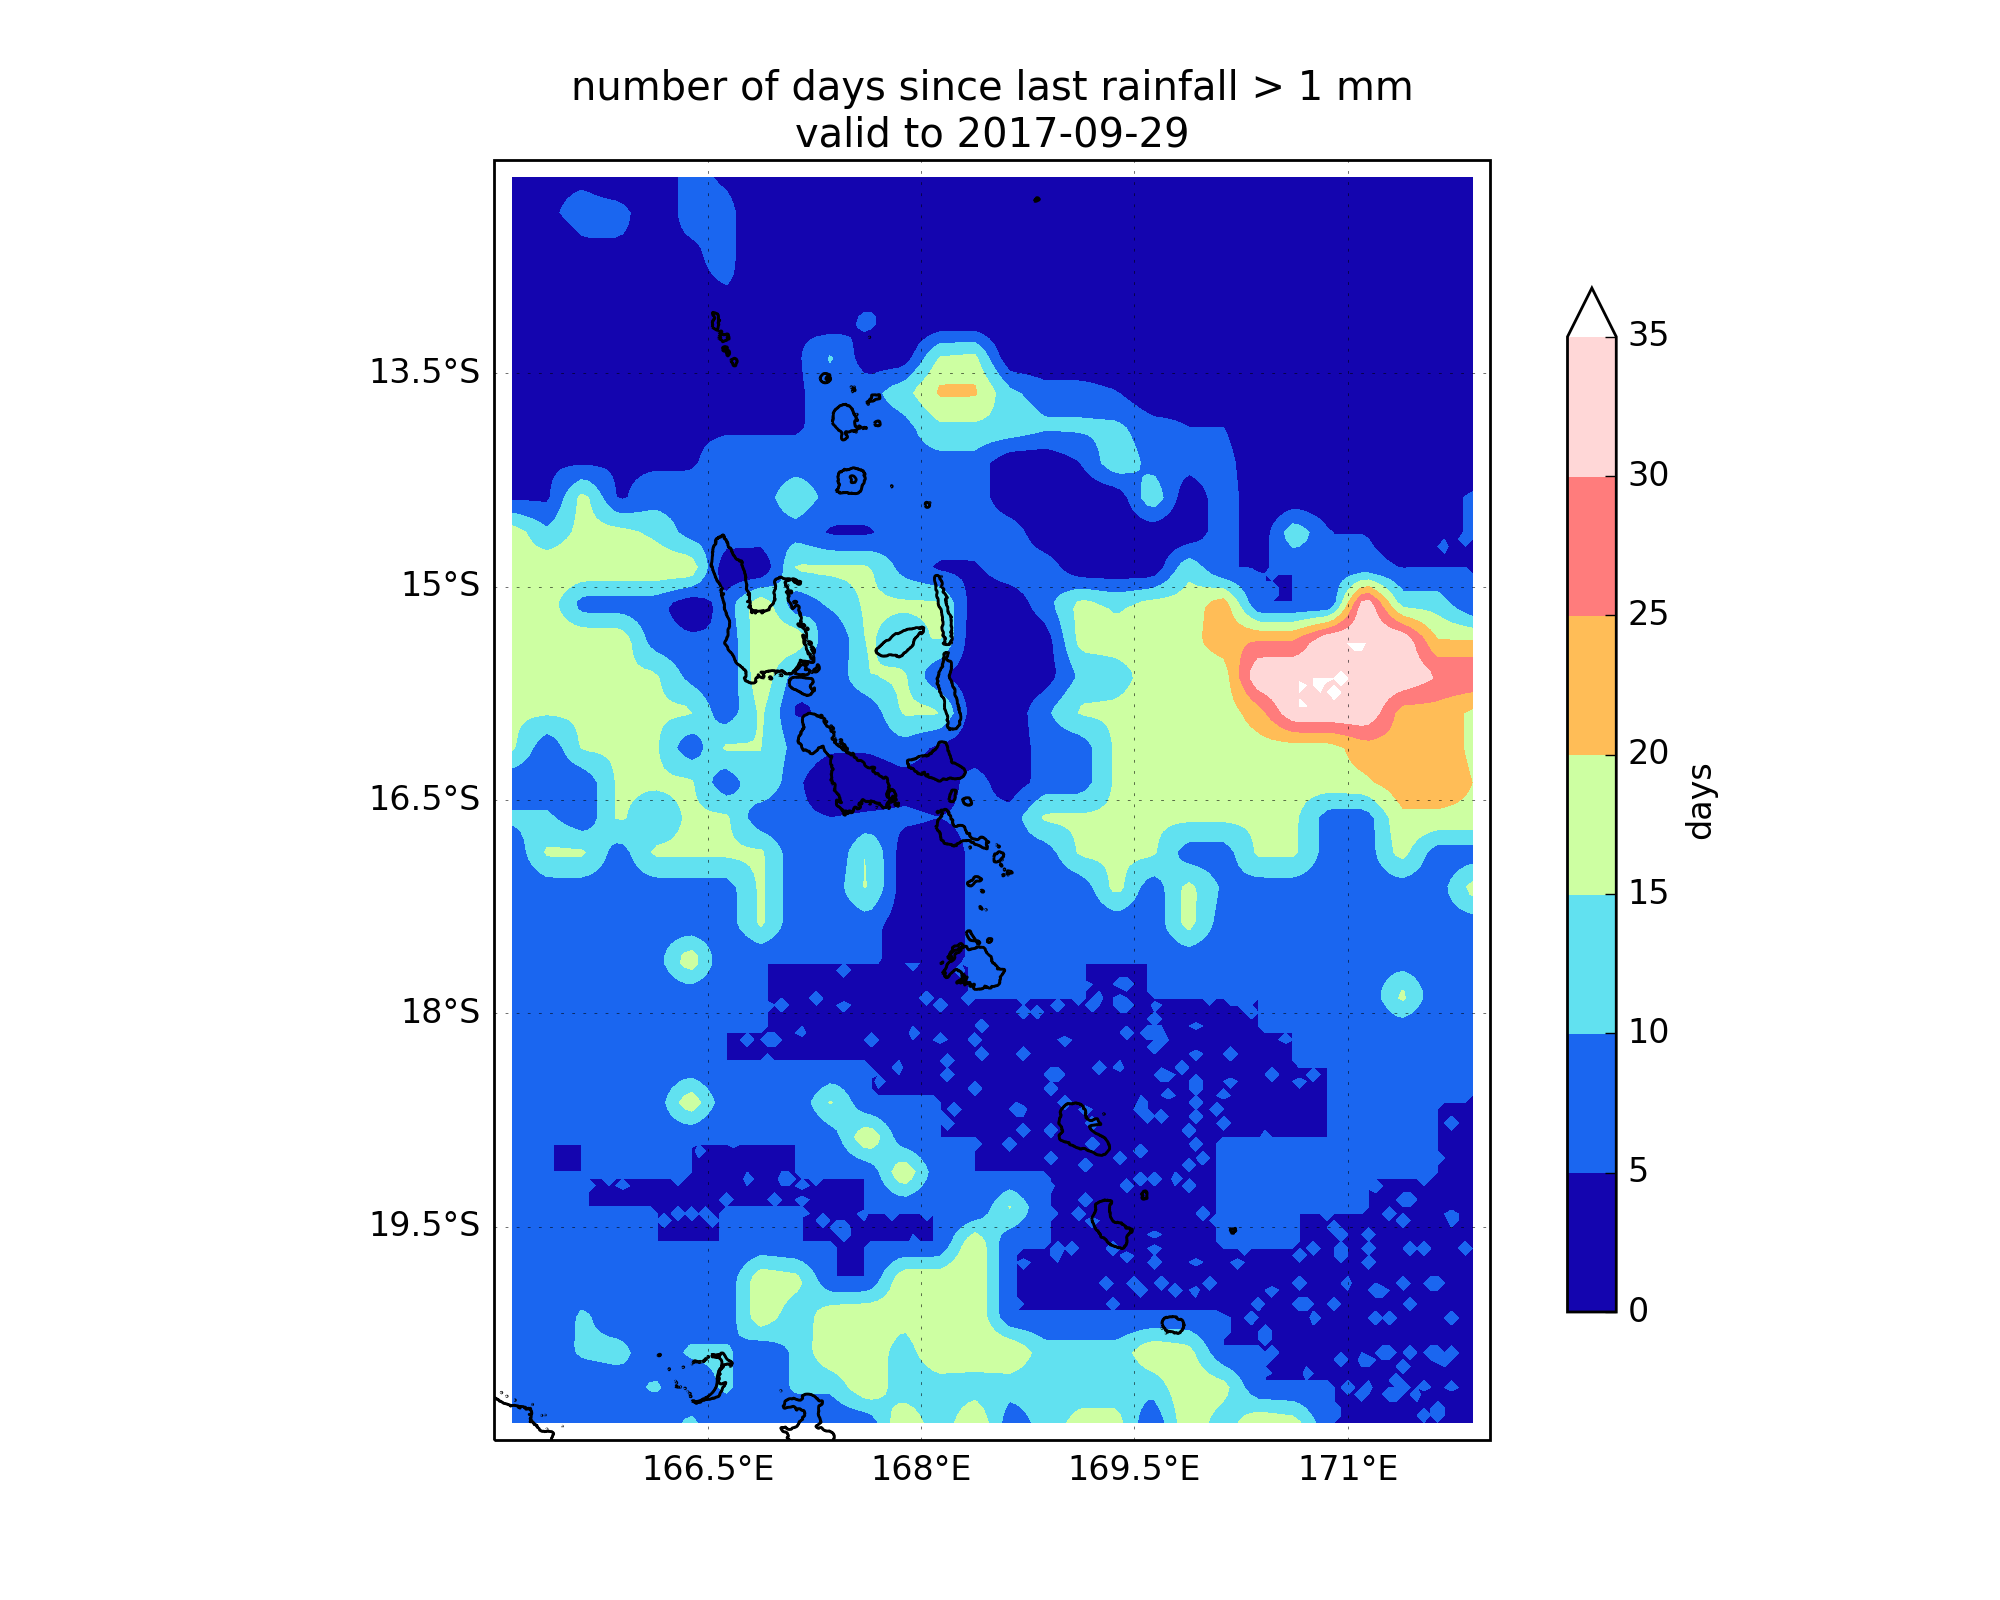 number of days since last rainfall > 1 mm
valid to 2017-09-29
13.5°S
15°S
16.5°S
18°S
19.5°S
166.5°E
168°E
169.5°E
171°E
35
30
25
20
15
10
5
0
days